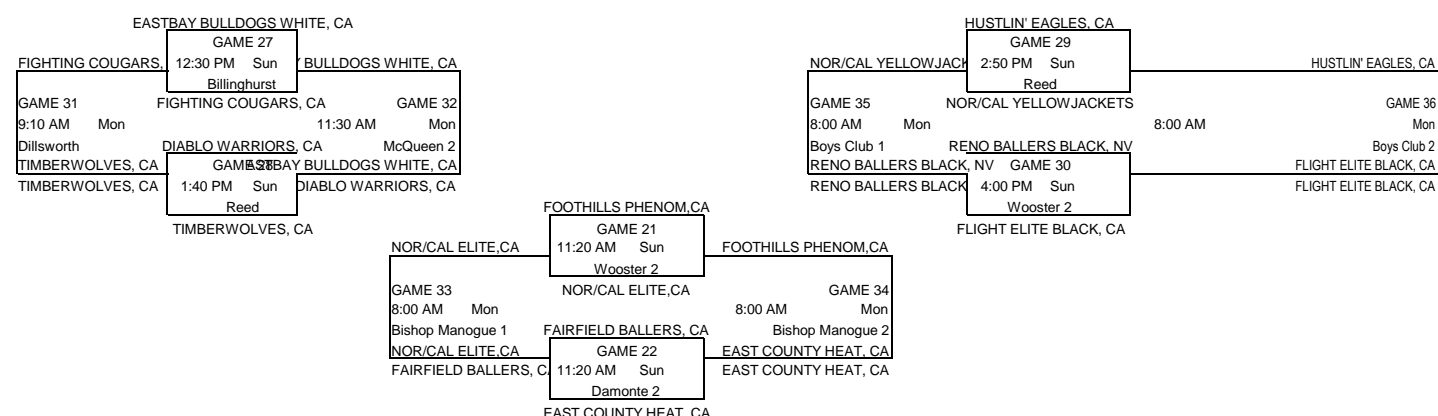 EASTBAY BULLDOGS WHITE, CA
GAME 27
FIGHTING COUGARS,
12:30 PM Sun
BULLDOGS WHITE, CA
Billinghurst
GAME 31
FIGHTING COUGARS, CA
GAME 32
9:10 AM Mon
11:30 AM Mon
Dillsworth
DIABLO WARRIORS, CA
McQueen 2
TIMBERWOLVES, CA
GAME 28
EASTBAY BULLDOGS WHITE, CA
TIMBERWOLVES, CA
1:40 PM Sun
DIABLO WARRIORS, CA
Reed
TIMBERWOLVES, CA
HUSTLIN' EAGLES, CA
GAME 29
NOR/CAL YELLOWJACK
2:50 PM Sun
HUSTLIN' EAGLES, CA
Reed
GAME 35
NOR/CAL YELLOWJACKETS
GAME 36
8:00 AM Mon
8:00 AM Mon
Boys Club 1
RENO BALLERS BLACK, NV
Boys Club 2
RENO BALLERS BLACK, NV
GAME 30
FLIGHT ELITE BLACK, CA
RENO BALLERS BLACK
4:00 PM Sun
FLIGHT ELITE BLACK, CA
Wooster 2
FLIGHT ELITE BLACK, CA
FOOTHILLS PHENOM,CA
GAME 21
NOR/CAL ELITE,CA
11:20 AM Sun
FOOTHILLS PHENOM,CA
Wooster 2
GAME 33
NOR/CAL ELITE,CA
GAME 34
8:00 AM Mon
8:00 AM Mon
Bishop Manogue 1
FAIRFIELD BALLERS, CA
Bishop Manogue 2
NOR/CAL ELITE,CA
GAME 22
EAST COUNTY HEAT, CA
FAIRFIELD BALLERS, C
11:20 AM Sun
EAST COUNTY HEAT, CA
Damonte 2
EAST COUNTY HEAT, CA